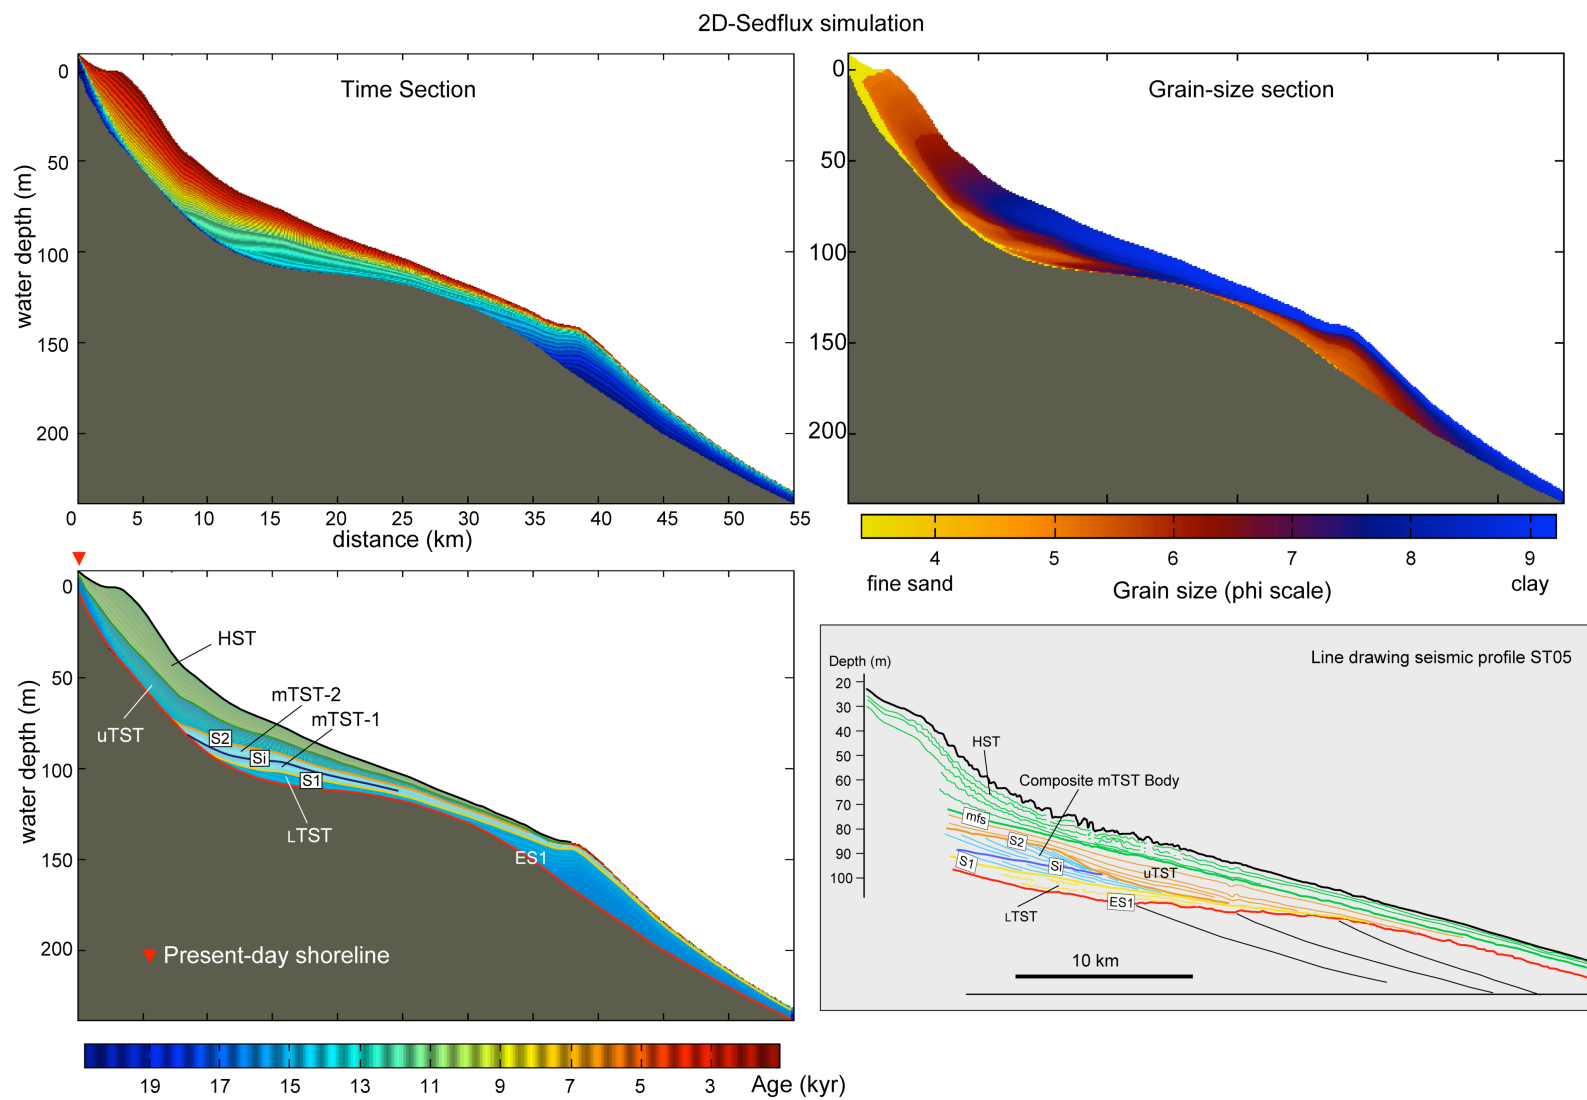 2D-Sedflux simulation
Time Section
0
50
100
150
200
water depth (m)
0 5 10 15 20 25 30 35 40 45 50 55
distance (km)
Grain-size section
0
50
100
150
200
4 5 6 7 8 9
fine sand
Grain size (phi scale)
clay
0
50
100
150
200
water depth (m)
HST
mTST-2
mTST-1
uTST
S2
Si
S1
LTST
ES1
Present-day shoreline
19 17 15 13 11 9 7 5 3 Age (kyr)
Line drawing seismic profile ST05
Depth (m)
20
30
40
50
60
70
80
90
100
HST
Composite mTST Body
mfs
S2
S1
Si
uTST
LTST
ES1
10 km